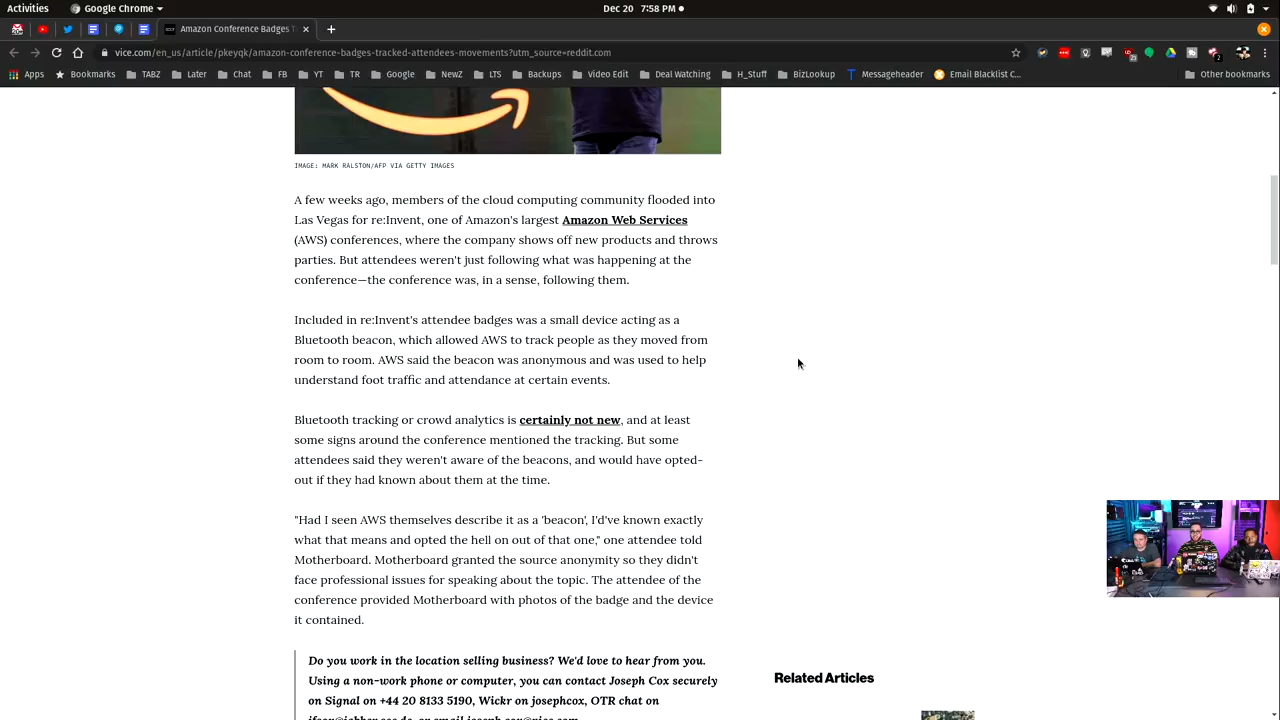 Activities
Google Chrome
Dec 20 7:58 PM
Amazon Conference Badges T
vice.com/en_us/article/pkeyqk/amazon-conference-badges-tracked-attendees-movements?utm_source=reddit.com
Apps Bookmarks TABZ Later Chat FB YT TR Google NewZ LTS Backups Video Edit Deal Watching H_Stuff BizLookup Messageheader Email Blacklist C... Other bookmarks
IMAGE: MARK RALSTON/AFP VIA GETTY IMAGES
A few weeks ago, members of the cloud computing community flooded into
Las Vegas for re:Invent, one of Amazon's largest Amazon Web Services
(AWS) conferences, where the company shows off new products and throws
parties. But attendees weren't just following what was happening at the
conference—the conference was, in a sense, following them.
Included in re:Invent's attendee badges was a small device acting as a
Bluetooth beacon, which allowed AWS to track people as they moved from
room to room. AWS said the beacon was anonymous and was used to help
understand foot traffic and attendance at certain events.
Bluetooth tracking or crowd analytics is certainly not new, and at least
some signs around the conference mentioned the tracking. But some
attendees said they weren't aware of the beacons, and would have opted-
out if they had known about them at the time.
"Had I seen AWS themselves describe it as a 'beacon', I'd've known exactly
what that means and opted the hell on out of that one," one attendee told
Motherboard. Motherboard granted the source anonymity so they didn't
face professional issues for speaking about the topic. The attendee of the
conference provided Motherboard with photos of the badge and the device
it contained.
Do you work in the location selling business? We'd love to hear from you.
Using a non-work phone or computer, you can contact Joseph Cox securely
on Signal on +44 20 8133 5190, Wickr on josephcox, OTR chat on
Related Articles